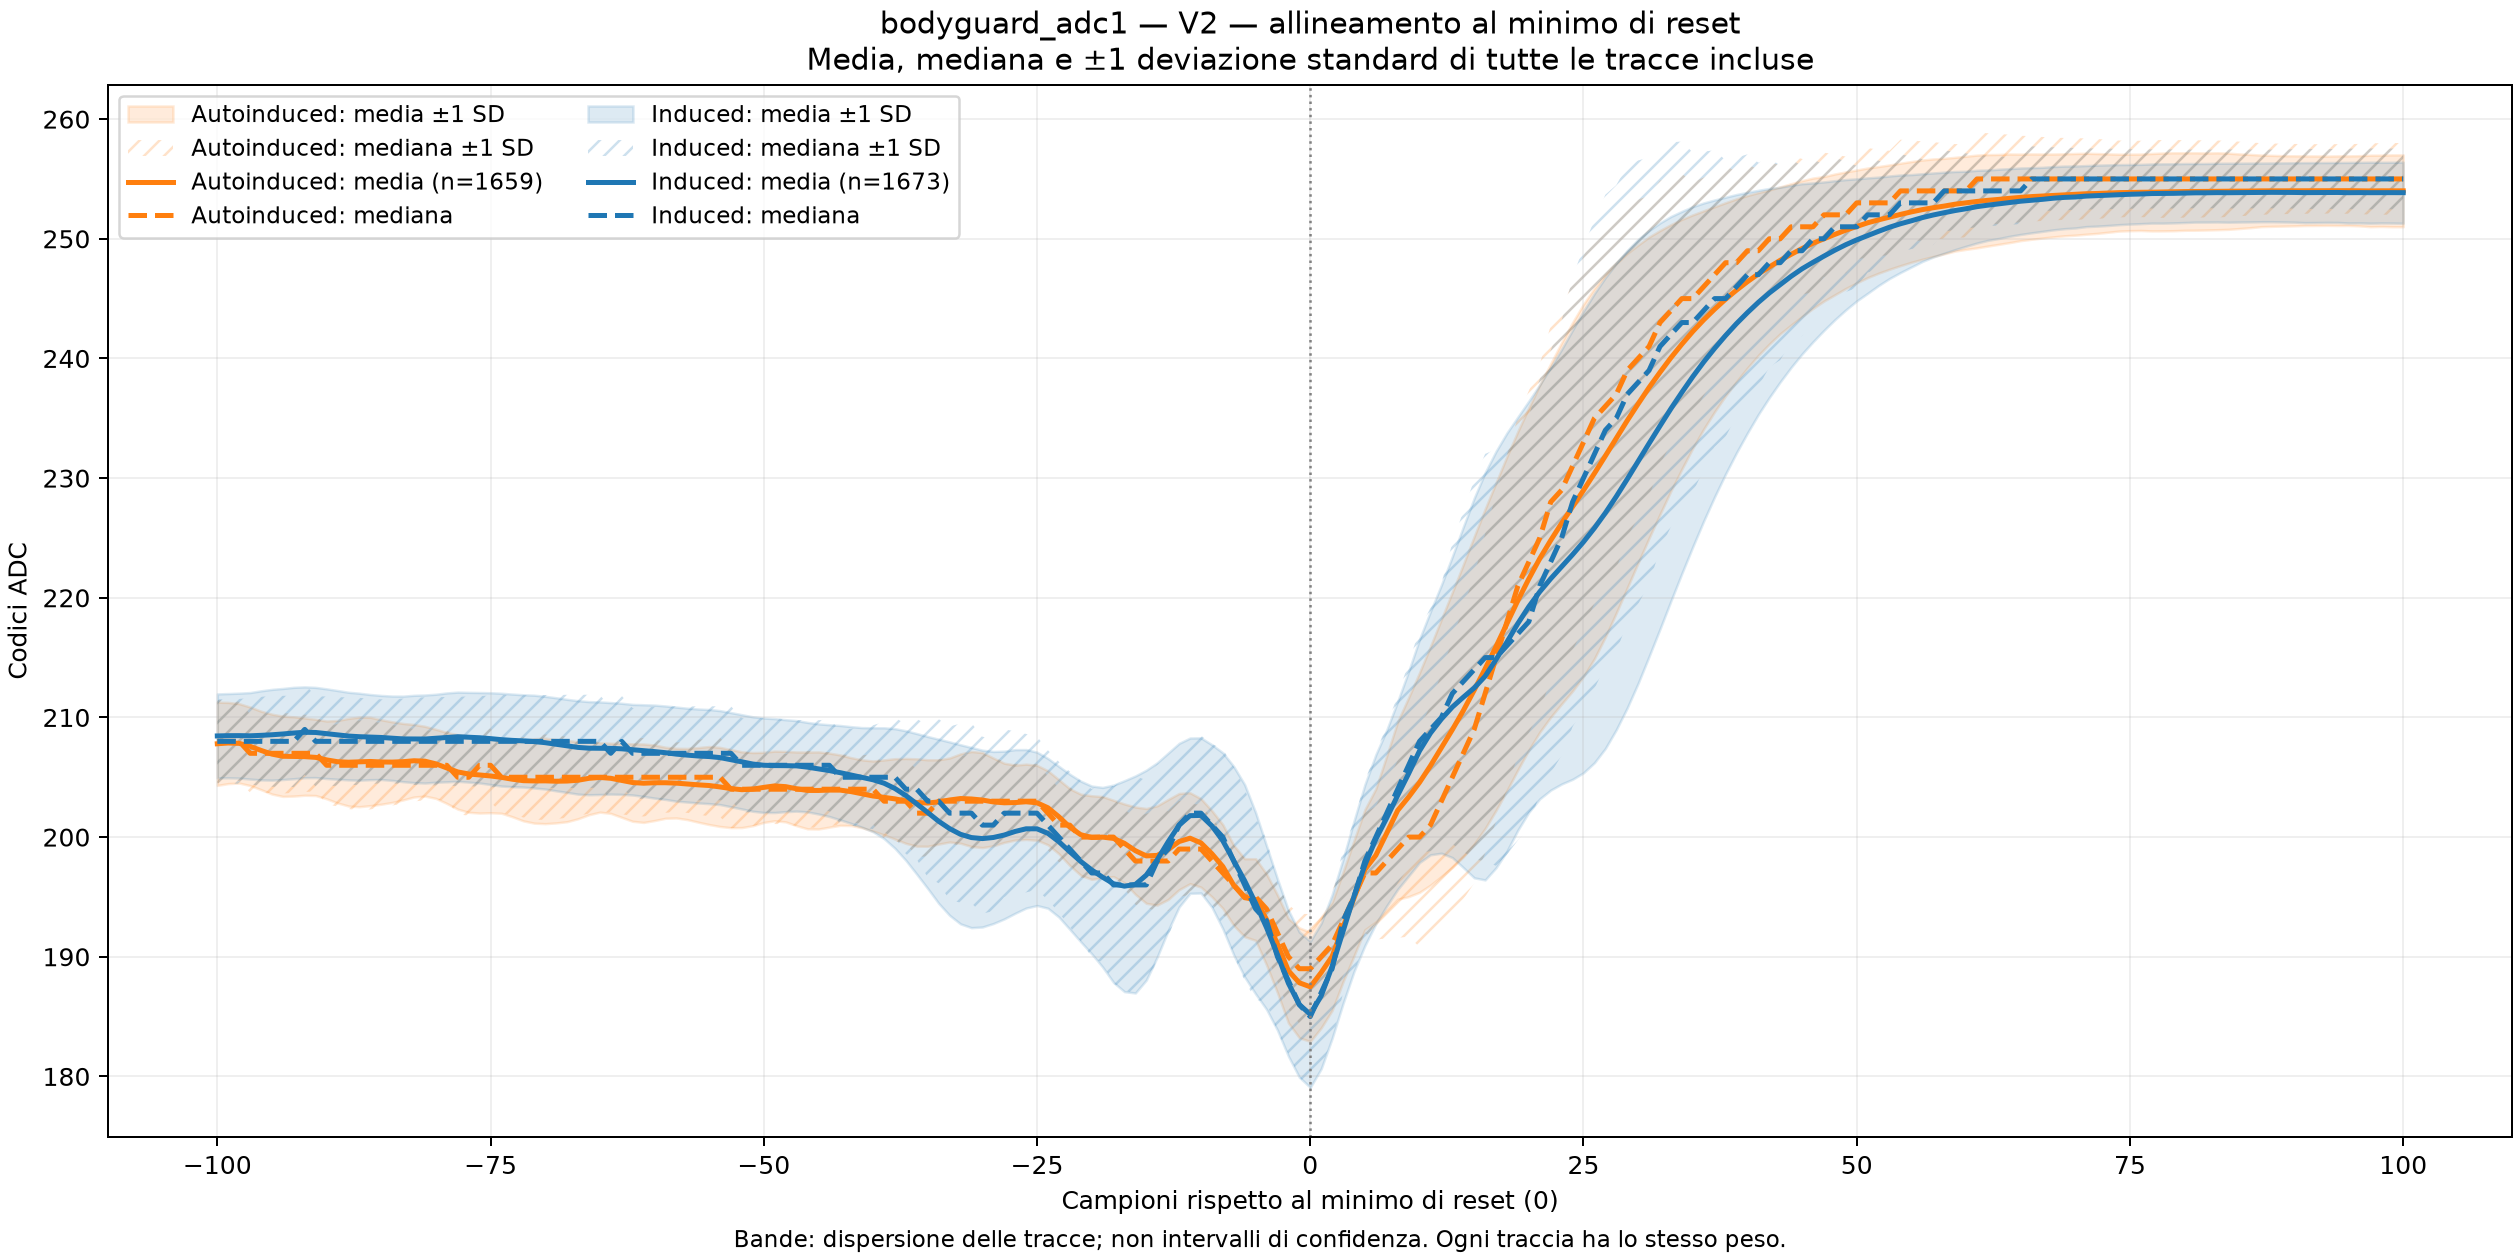 bodyguard_adc1 — V2 — allineamento al minimo di reset
Media, mediana e ±1 deviazione standard di tutte le tracce incluse
Autoinduced: media ±1 SD
Autoinduced: mediana ±1 SD
Autoinduced: media (n=1659)
Autoinduced: mediana
Induced: media ±1 SD
Induced: mediana ±1 SD
Induced: media (n=1673)
Induced: mediana
Codici ADC
260
250
240
230
220
210
200
190
180
−100
−75
−50
−25
0
25
50
75
100
Campioni rispetto al minimo di reset (0)
Bande: dispersione delle tracce; non intervalli di confidenza. Ogni traccia ha lo stesso peso.